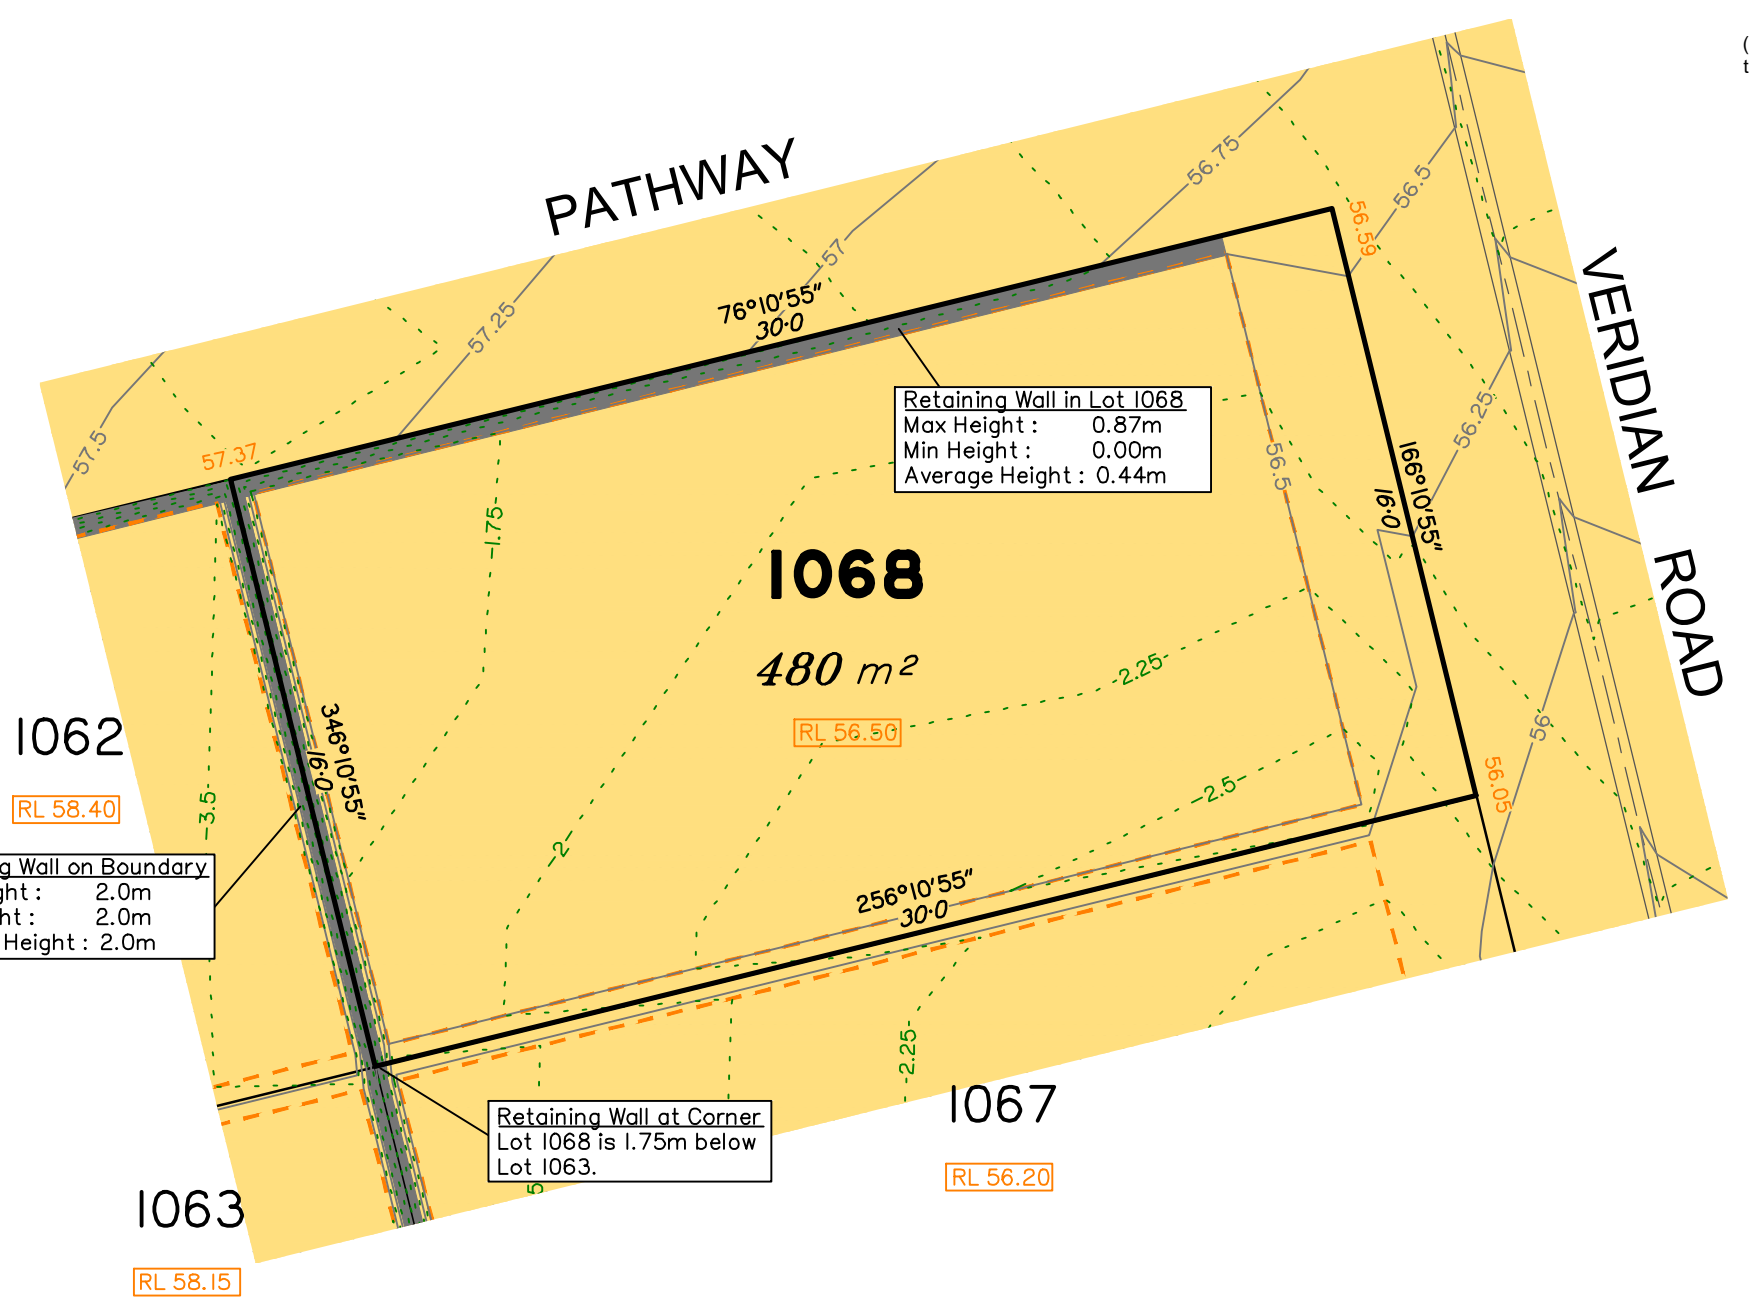 (
t
PATHWAY
56.75
56.5
56.59
57
57.25
76°10'55"
30·0
VERIDIAN ROAD
57.5
57.37
Retaining Wall in Lot 1068
Max Height : 0.87m
Min Height : 0.00m
Average Height : 0.44m
56.25
56.5
166°10'55"
16·0
-1.75
1068
480 m²
RL 56.50
2.25
-2.5-
56
56.05
1062
RL 58.40
346°10'55"
16·0
-3.5-
g Wall on Boundary
ght : 2.0m
ht : 2.0m
Height : 2.0m
-2-
256°10'55"
30·0
2.25
1067
RL 56.20
Retaining Wall at Corner
Lot 1068 is 1.75m below
Lot 1063.
5
1063
RL 58.15